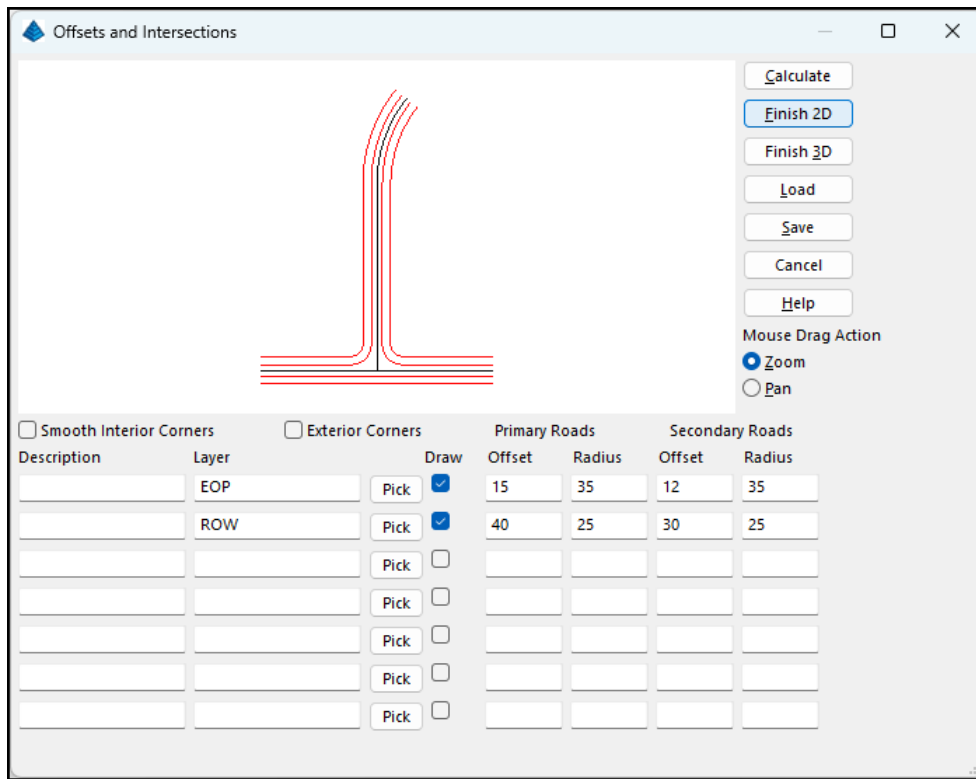 Offsets and Intersections
Calculate
Finish 2D
Finish 3D
Load
Save
Cancel
Help
Mouse Drag Action
Zoom
Pan
Smooth Interior Corners Exterior Corners Primary Roads Secondary Roads
Description Layer Draw Offset Radius Offset Radius
EOP Pick 15 35 12 35
ROW Pick 40 25 30 25
Pick
Pick
Pick
Pick
Pick